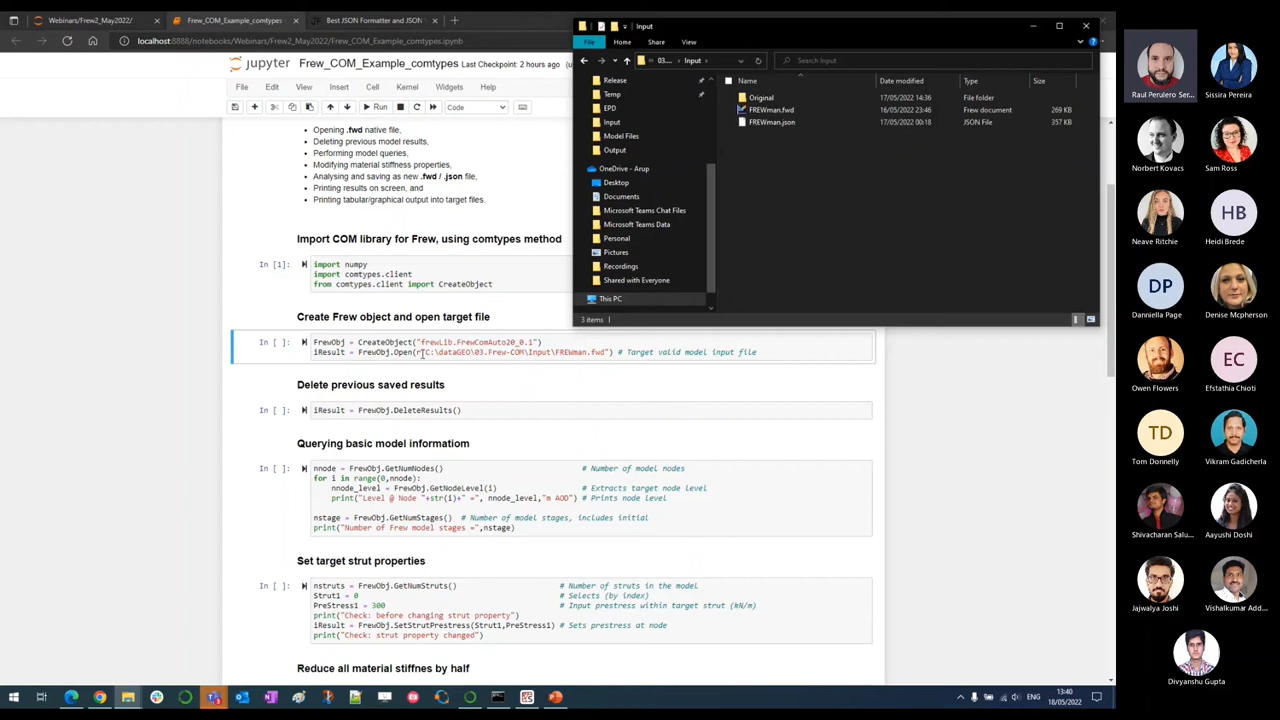 Webinars/Frew2_May2022/
Frew_COM_Example_comtypes
Best JSON Formatter and JSON
localhost:8888/notebooks/Webinars/Frew2_May2022/Frew_COM_Example_comtypes.ipynb
jupyter Frew_COM_Example_comtypes Last Checkpoint: 2 hours
File Edit View Insert Cell Kernel Widgets Help
Run Code
Opening .fwd native file,
Deleting previous model results,
Performing model queries,
Modifying material stiffness properties,
Analysing and saving as new .fwd / .json file,
Printing results on screen, and
Printing tabular/graphical output into target files.
Import COM library for Frew, using comtypes method
In [1]: import numpy
import comtypes.client
from comtypes.client import CreateObject
Create Frew object and open target file
In [ ]: FrewObj = CreateObject("frewLib.FrewComAuto20_0.1")
iResult = FrewObj.Open(r"C:\dataGEO\03.Frew-COM\Input\FREWman.fwd") # Target valid model input file
Delete previous saved results
In [ ]: iResult = FrewObj.DeleteResults()
Querying basic model informatiom
In [ ]: nnode = FrewObj.GetNumNodes() # Number of model nodes
for i in range(0,nnode):
nnode_level = FrewObj.GetNodeLevel(i) # Extracts target node level
print("Level @ Node "+str(i)+" =", nnode_level,"m AOD") # Prints node level
nstage = FrewObj.GetNumStages() # Number of model stages, includes initial
print("Number of Frew model stages =",nstage)
Set target strut properties
In [ ]: nstruts = FrewObj.GetNumStruts() # Number of struts in the model
Strut1 = 0 # Selects (by index)
PreStress1 = 300 # Input prestress within target strut (kN/m)
print("Check: before changing strut property")
iResult = FrewObj.SetStrutPrestress(Strut1,PreStress1) # Sets prestress at node
print("Check: strut property changed")
Reduce all material stiffnes by half
Input
File Home Share View
03.... Input
Search Input
Release
Temp
EPD
Input
Model Files
Output
OneDrive - Arup
Desktop
Documents
Microsoft Teams Chat Files
Microsoft Teams Data
Personal
Pictures
Recordings
Shared with Everyone
This PC
Name Date modified Type Size
Original 17/05/2022 14:36 File folder
FREWman.fwd 16/05/2022 23:46 Frew document 269 KB
FREWman.json 17/05/2022 00:18 JSON File 357 KB
3 items
Raul Perulero Ser...
Sissira Pereira
Norbert Kovacs
Sam Ross
Neave Ritchie
HB
Heidi Brede
DP
Danniella Page
Denise Mcpherson
Owen Flowers
EC
Efstathia Chioti
TD
Tom Donnelly
Vikram Gadicherla
Shivacharan Salu...
Aayushi Doshi
Jajwalya Joshi
Vishalkumar Add...
Divyanshu Gupta
ENG
13:40
18/05/2022